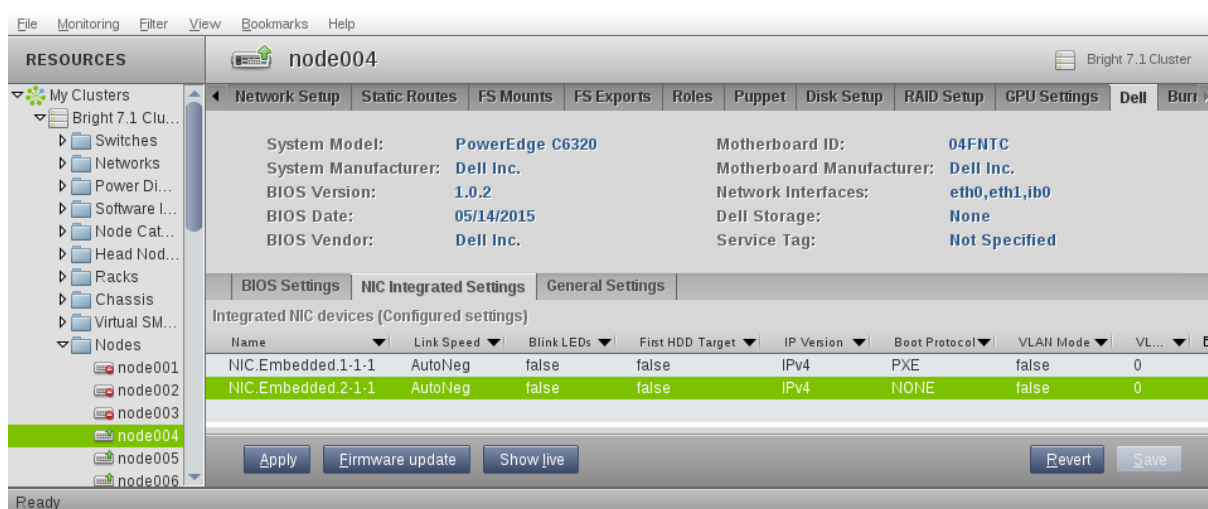 File Monitoring Filter View Bookmarks Help
RESOURCES
node004
Bright 7.1 Cluster
My Clusters
Bright 7.1 Clu...
Switches
Networks
Power Di...
Software I...
Node Cat...
Head Nod...
Racks
Chassis
Virtual SM...
Nodes
node001
node002
node003
node004
node005
node006
Network Setup Static Routes FS Mounts FS Exports Roles Puppet Disk Setup RAID Setup GPU Settings Dell Burr
System Model: PowerEdge C6320 Motherboard ID: 04FNTC
System Manufacturer: Dell Inc. Motherboard Manufacturer: Dell Inc.
BIOS Version: 1.0.2 Network Interfaces: eth0,eth1,ib0
BIOS Date: 05/14/2015 Dell Storage: None
BIOS Vendor: Dell Inc. Service Tag: Not Specified
BIOS Settings NIC Integrated Settings General Settings
Integrated NIC devices (Configured settings)
Name Link Speed Blink LEDs First HDD Target IP Version Boot Protocol VLAN Mode VL...
NIC.Embedded.1-1-1 AutoNeg false false IPv4 PXE false 0
NIC.Embedded.2-1-1 AutoNeg false false IPv4 NONE false 0
Apply Firmware update Show live Revert Save
Ready